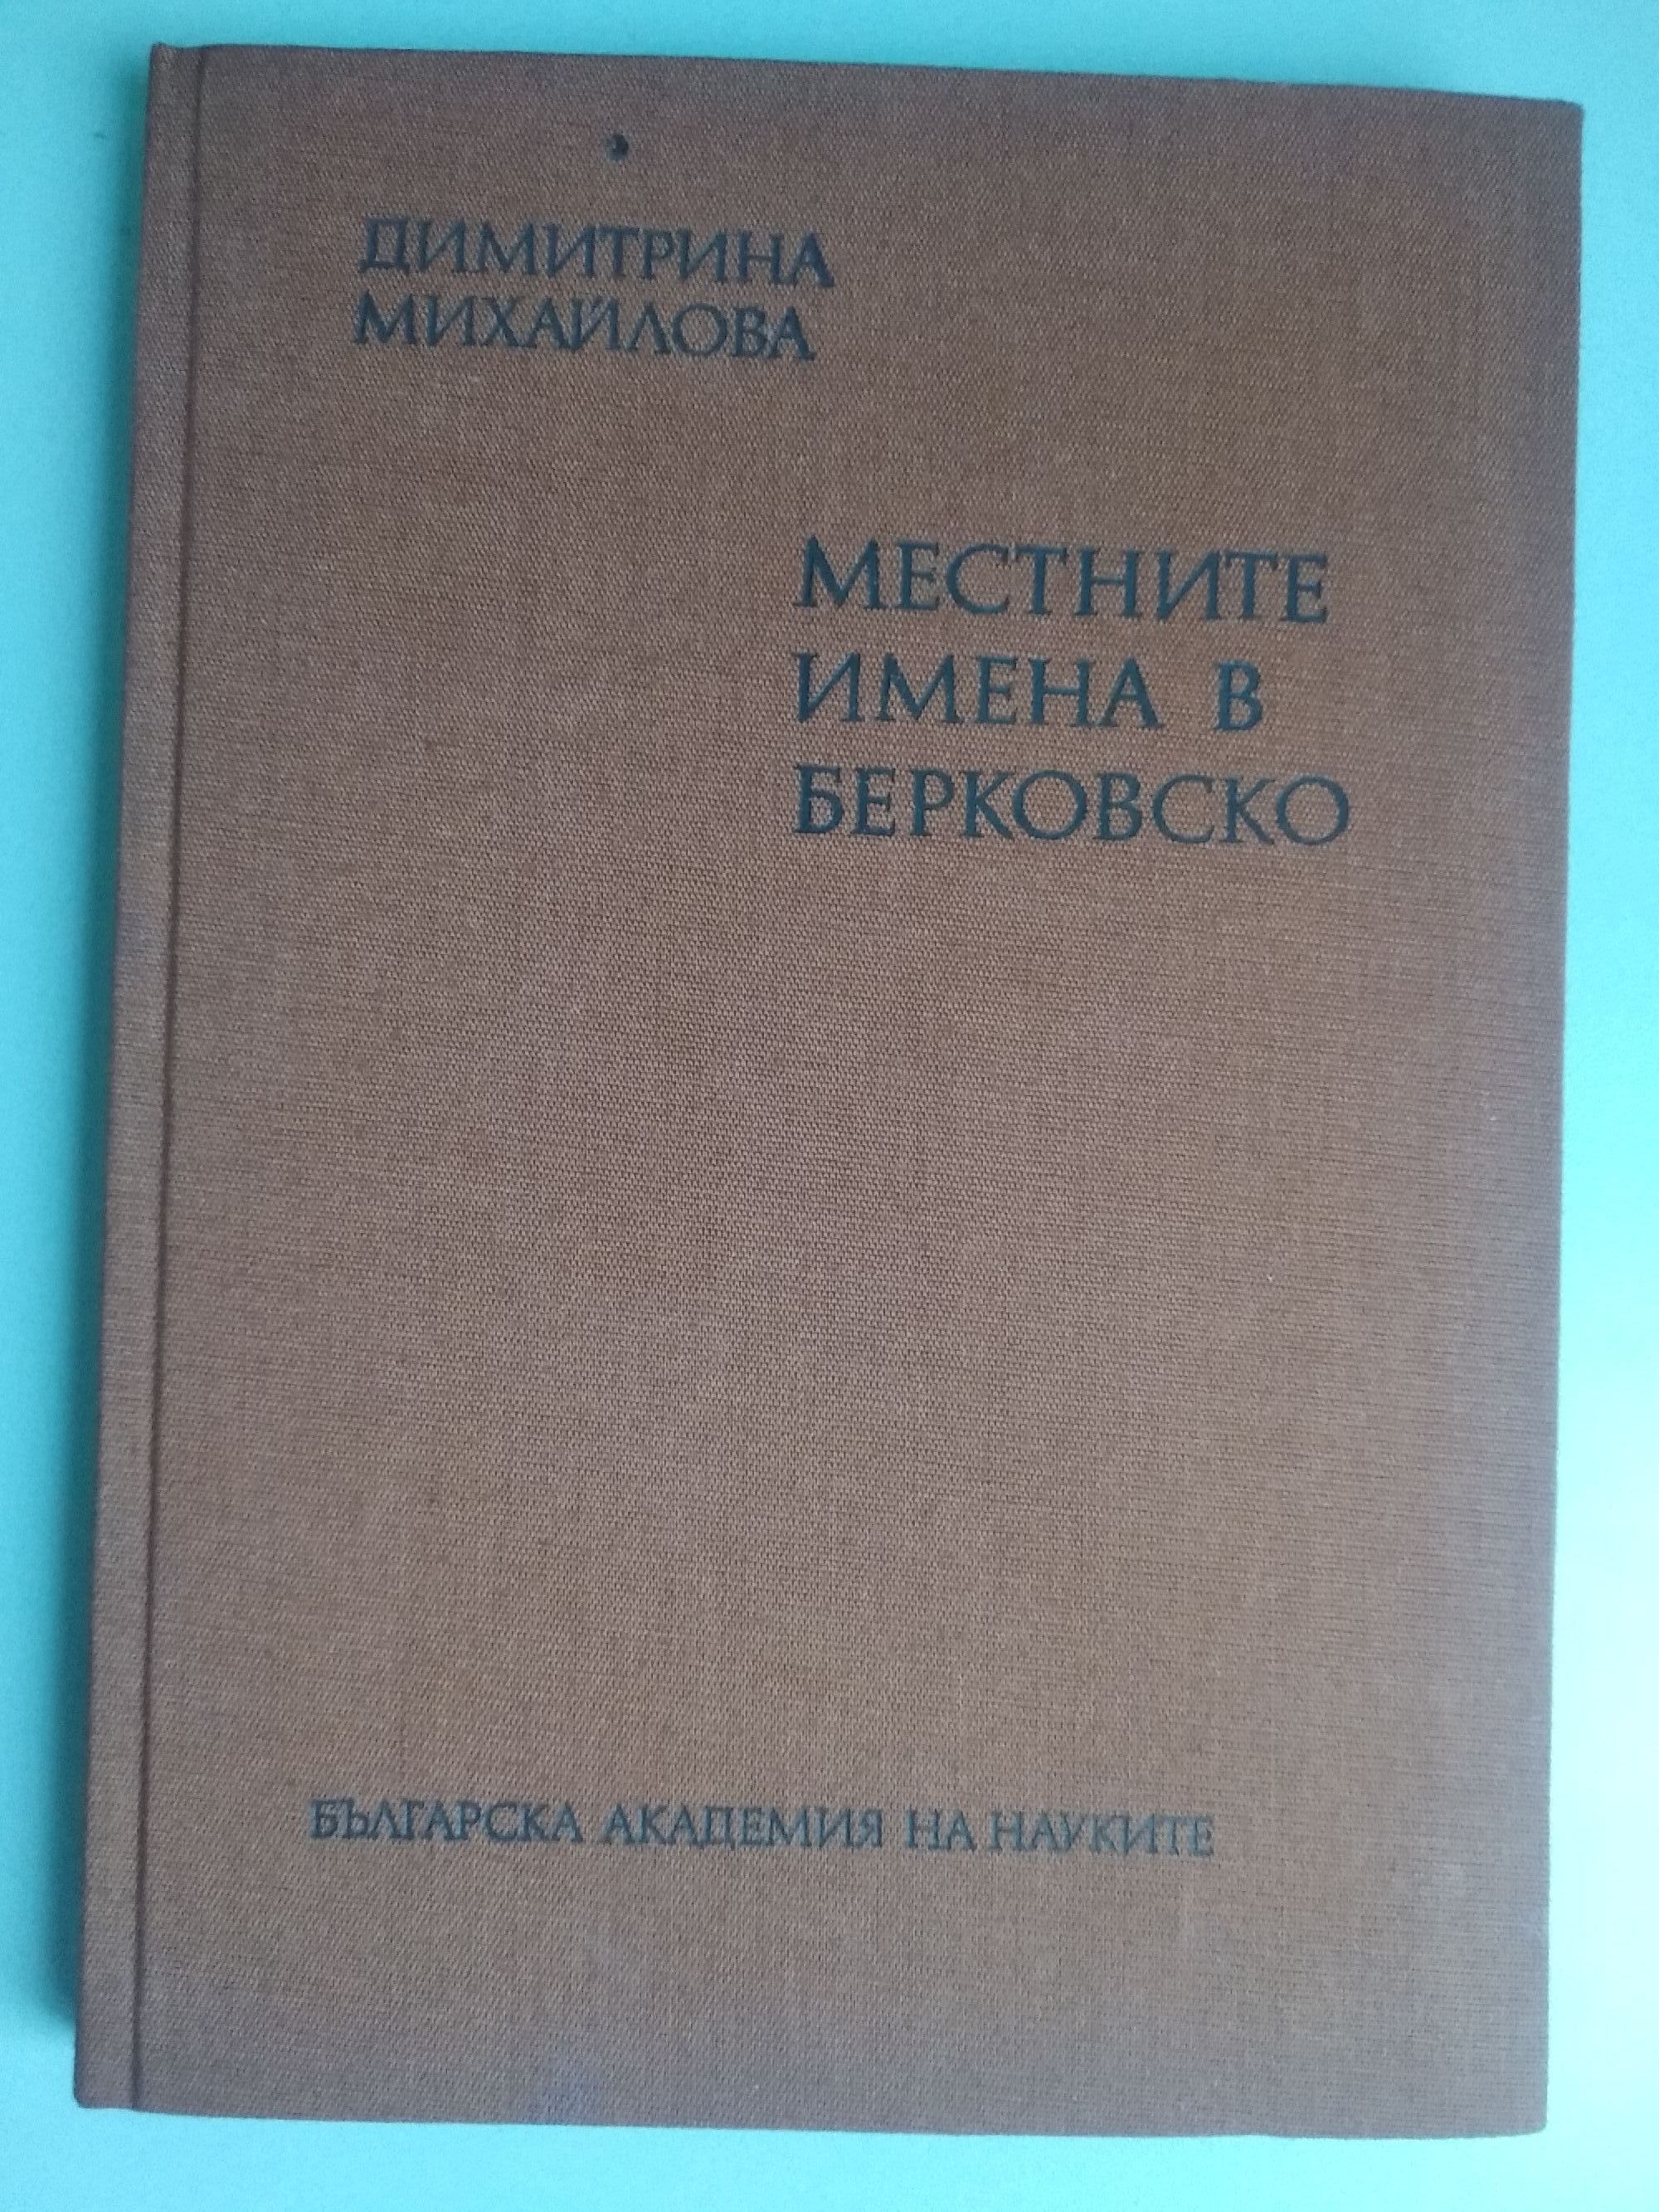 ДИМИТРИНА
МИХАЙЛОВА
МЕСТНИТЕ
ИМЕНА В
БЕРКОВСКО
БЪЛГАРСКА АКАДЕМИЯ НА НАУКИТЕ